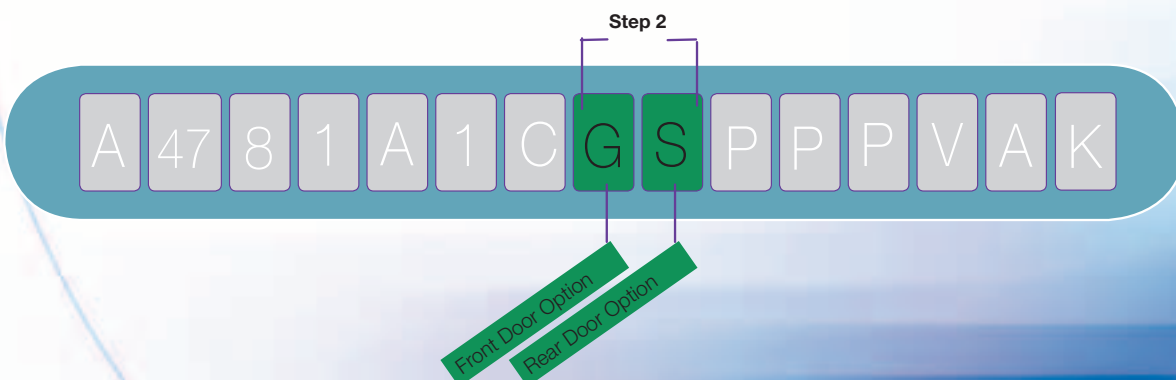 Step 2
A 47 8 1 A 1 C G S P P P V A K
Front Door Option
Rear Door Option